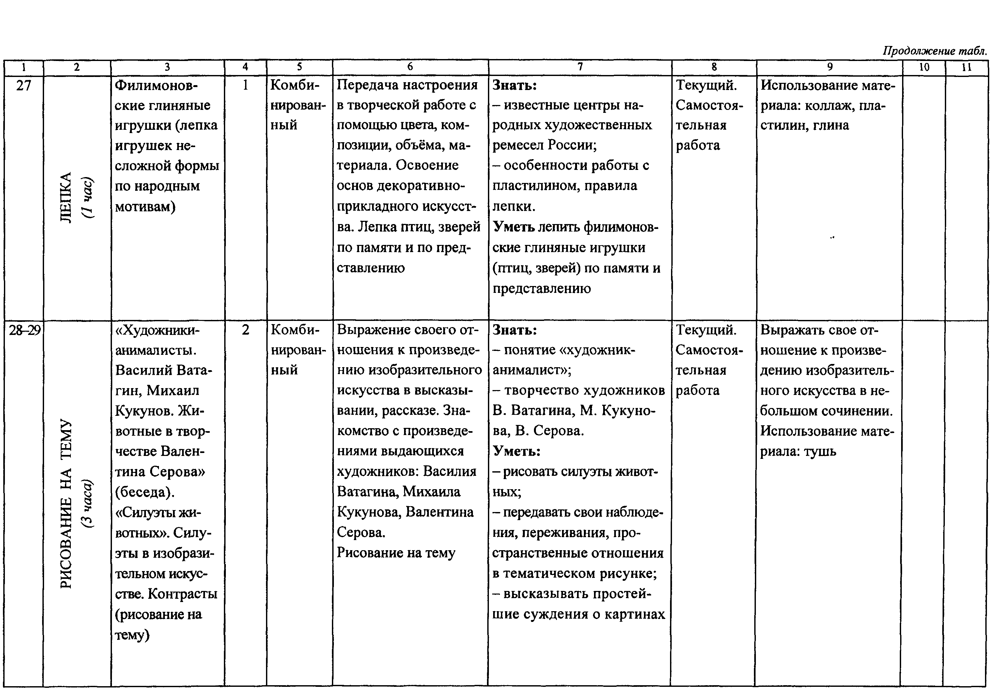 Продолжение табл.
1 2 3 4 5 6 7 8 9 10 11
27
ЛЕПКА
(1 час)
Филимонов-
ские глиняные
игрушки (лепка
игрушек не-
сложной формы
по народным
мотивам)
1
Комби-
нирован-
ный
Передача настроения
в творческой работе с
помощью цвета, ком-
позиции, объёма, ма-
териала. Освоение
основ декоративно-
прикладного искусст-
ва. Лепка птиц, зверей
по памяти и по пред-
ставлению
Знать:
– известные центры на-
родных художественных
ремесел России;
– особенности работы с
пластилином, правила
лепки.
Уметь лепить филимонов-
ские глиняные игрушки
(птиц, зверей) по памяти и
представлению
Текущий.
Самостоя-
тельная
работа
Использование мате-
риала: коллаж, пла-
стилин, глина
28–29
РИСОВАНИЕ НА ТЕМУ
(3 часа)
«Художники-
анималисты.
Василий Вата-
гин, Михаил
Кукунов. Жи-
вотные в твор-
честве Вален-
тина Серова»
(беседа).
«Силуэты жи-
вотных». Силу-
эты в изобрази-
тельном искус-
стве. Контрасты
(рисование на
тему)
2
Комби-
нирован-
ный
Выражение своего от-
ношения к произведе-
нию изобразительного
искусства в высказы-
вании, рассказе. Зна-
комство с произведе-
ниями выдающихся
художников: Василия
Ватагина, Михаила
Кукунова, Валентина
Серова.
Рисование на тему
Знать:
– понятие «художник-
анималист»;
– творчество художников
В. Ватагина, М. Кукуно-
ва, В. Серова.
Уметь:
– рисовать силуэты живот-
ных;
– передавать свои наблюде-
ния, переживания, про-
странственные отношения
в тематическом рисунке;
– высказывать простей-
шие суждения о картинах
Текущий.
Самостоя-
тельная
работа
Выражать свое от-
ношение к произве-
дению изобразитель-
ного искусства в не-
большом сочинении.
Использование мате-
риала: тушь